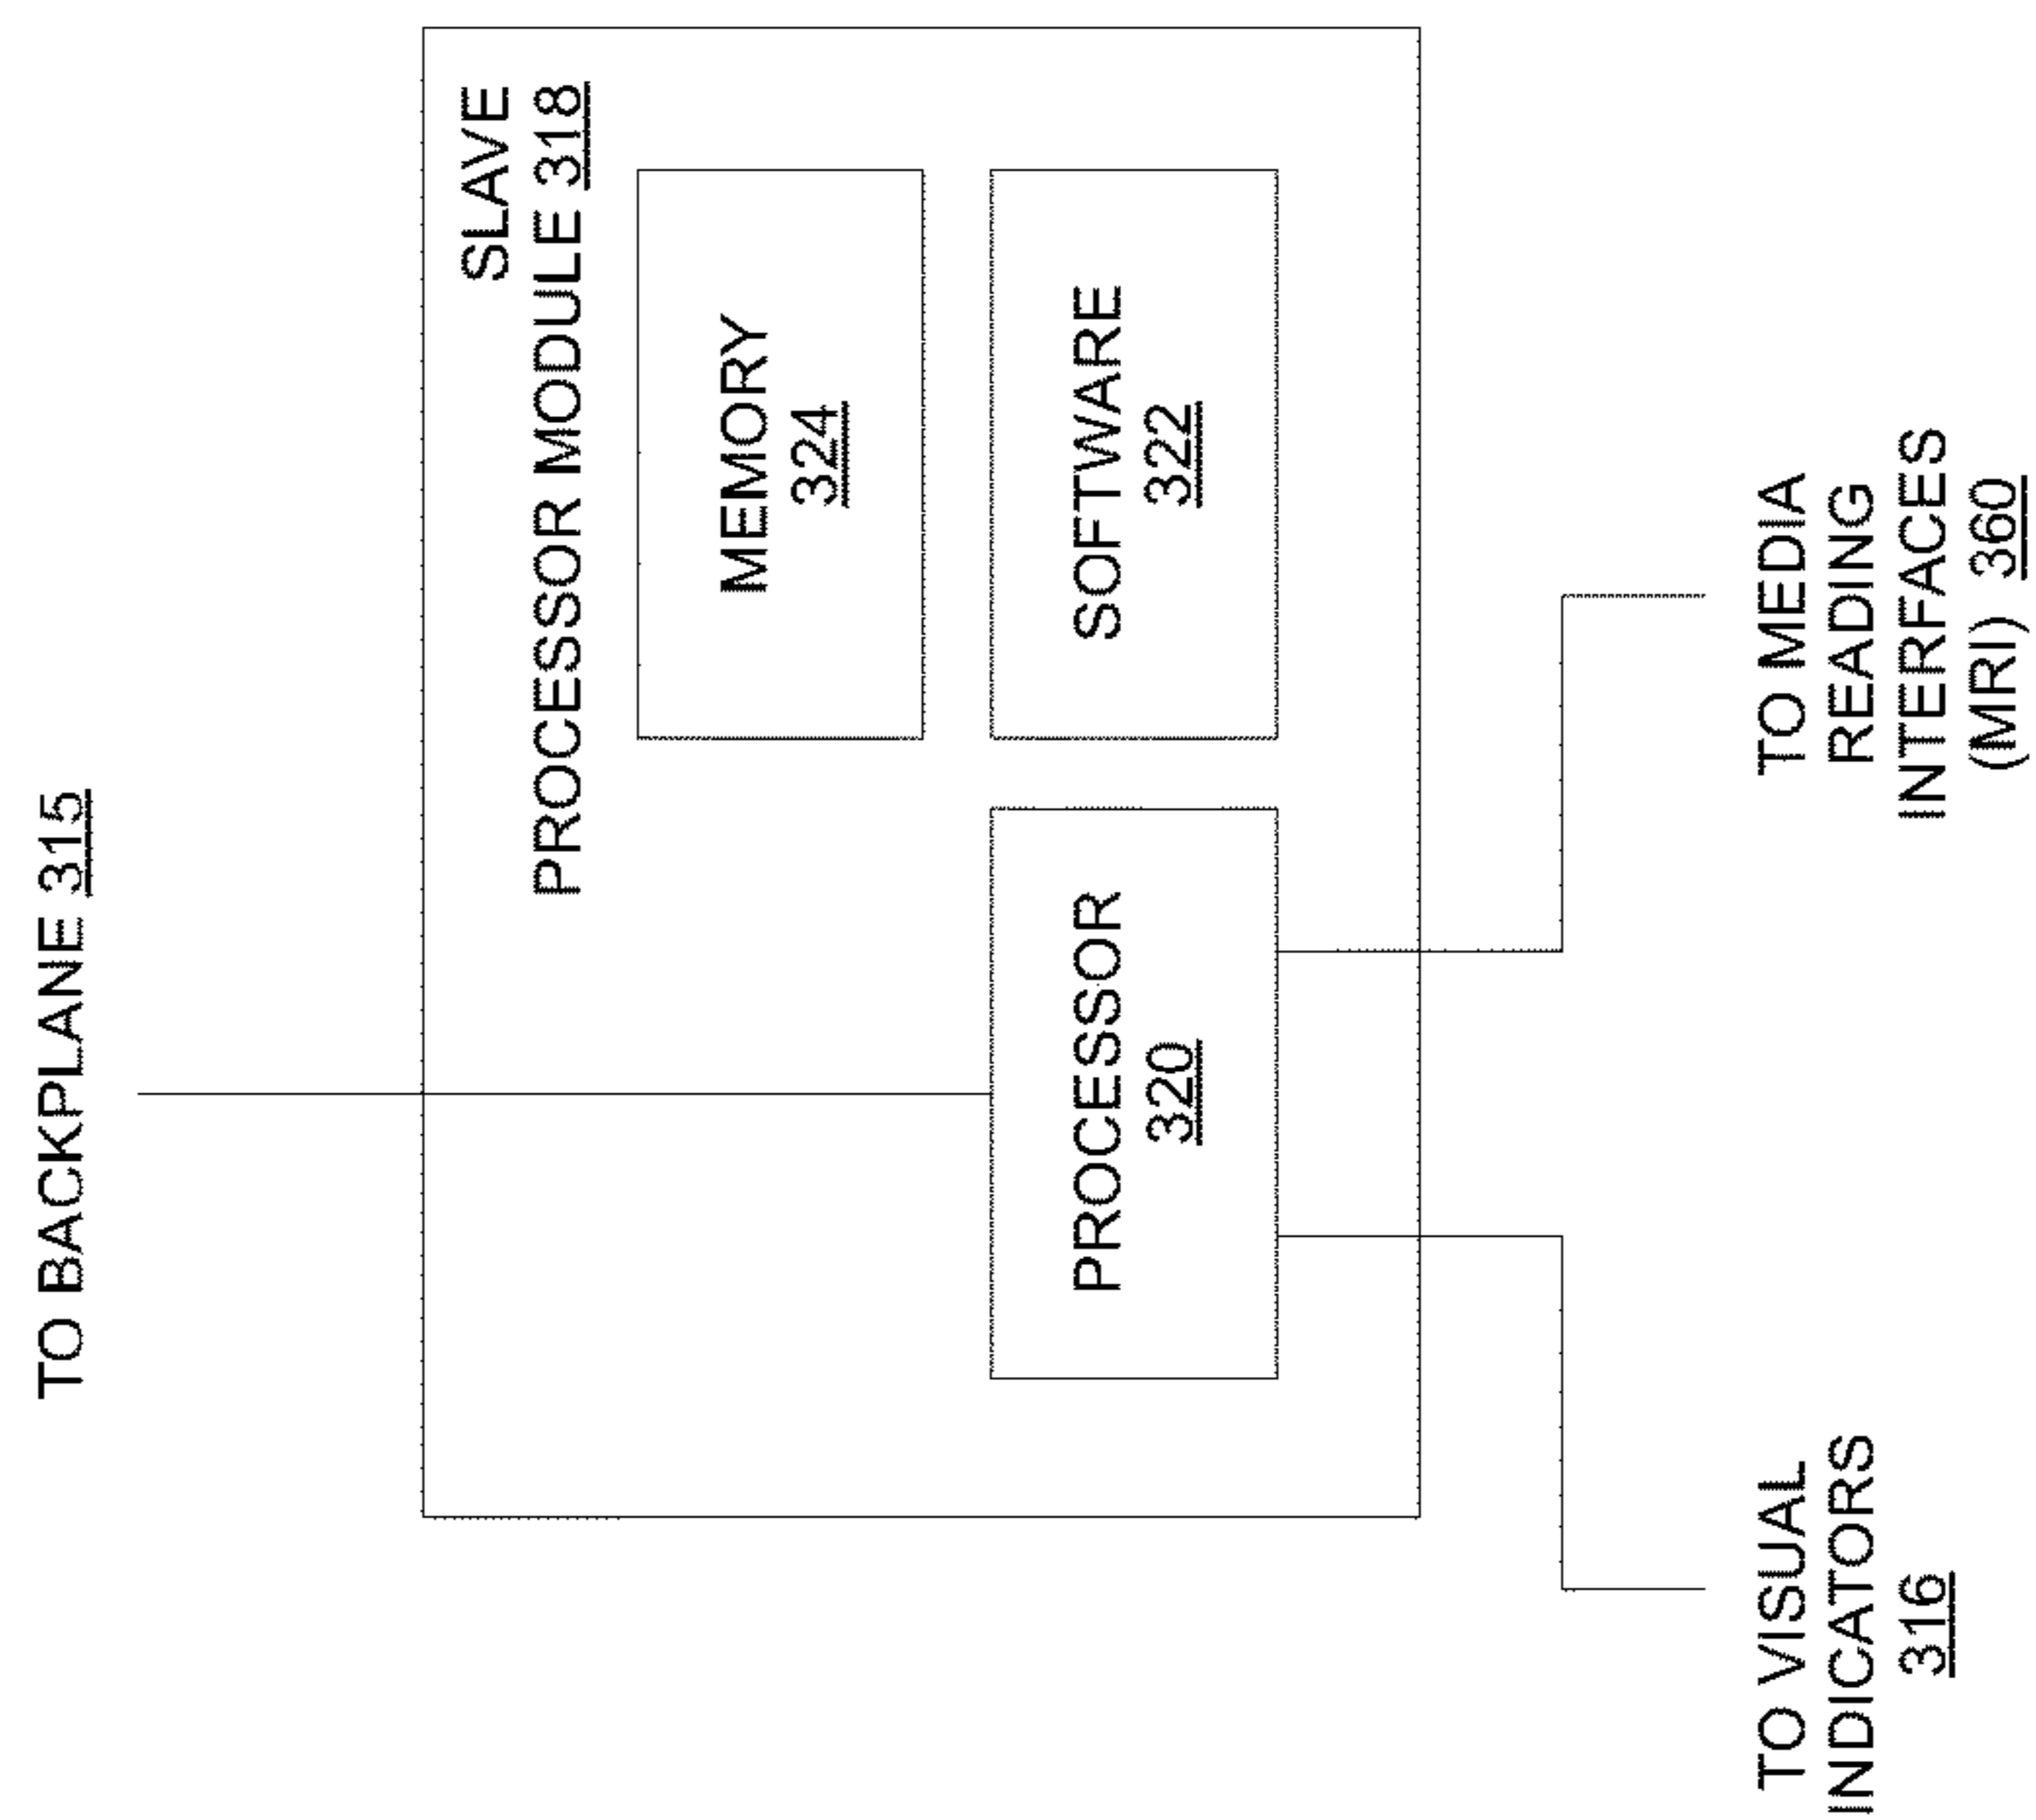 TO BACKPLANE 315
SLAVE
PROCESSOR MODULE 318
MEMORY
324
PROCESSOR
320
SOFTWARE
322
TO VISUAL
INDICATORS
316
TO MEDIA
READING
INTERFACES
(MRI) 360